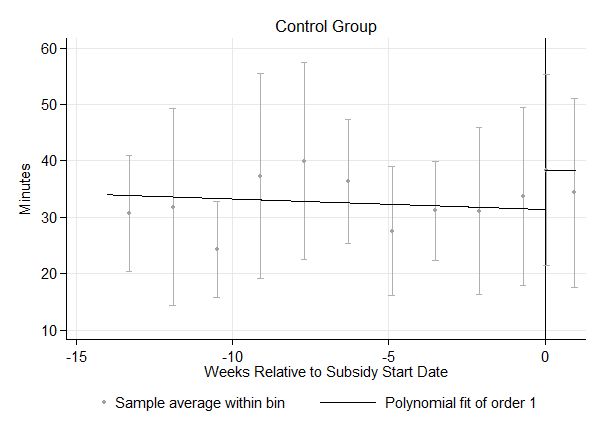 Control Group
Minutes
60
50
40
30
20
10
-15 -10 -5 0
Weeks Relative to Subsidy Start Date
Sample average within bin Polynomial fit of order 1